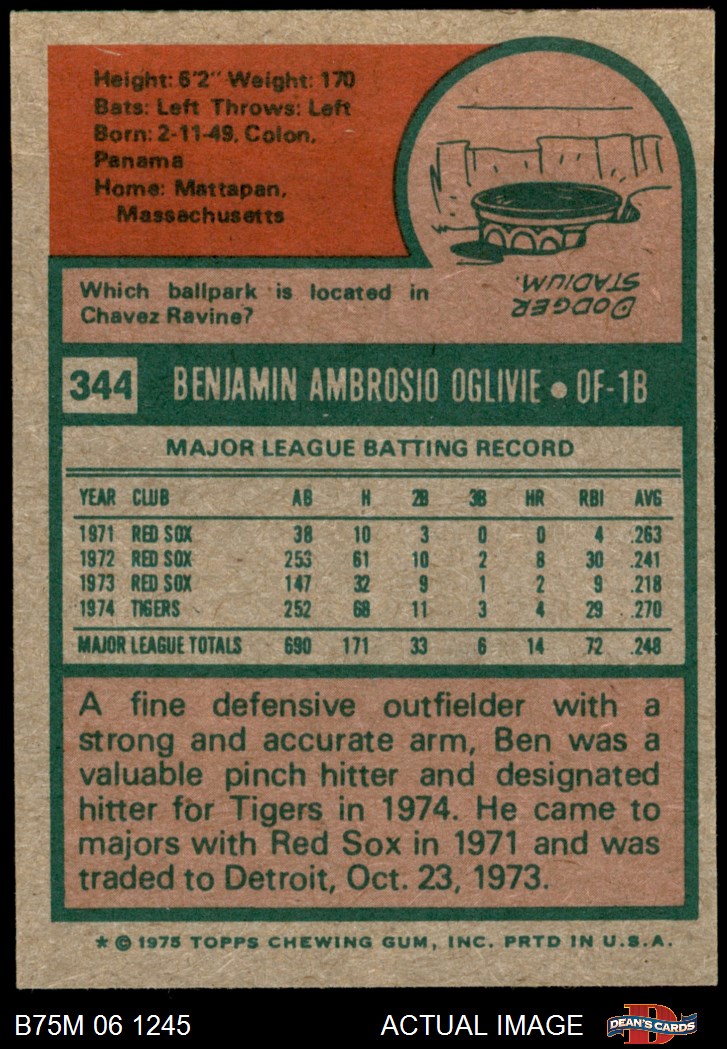 Height: 6'2" Weight: 170
Bats: Left Throws: Left
Born: 2-11-49, Colon,
Panama
Home: Mattapan,
Massachusetts
Which ballpark is located in
Chavez Ravine?
DODGER
STADIUM.
344 BENJAMIN AMBROSIO OGLIVIE • OF-1B
MAJOR LEAGUE BATTING RECORD
YEAR CLUB AB H 2B 3B HR RBI AVG
1971 RED SOX 38 10 3 0 0 4 .263
1972 RED SOX 253 61 10 2 8 30 .241
1973 RED SOX 147 32 9 1 2 9 .218
1974 TIGERS 252 68 11 3 4 29 .270
MAJOR LEAGUE TOTALS 690 171 33 6 14 72 .248
A fine defensive outfielder with a
strong and accurate arm, Ben was a
valuable pinch hitter and designated
hitter for Tigers in 1974. He came to
majors with Red Sox in 1971 and was
traded to Detroit, Oct. 23, 1973.
* © 1975 TOPPS CHEWING GUM, INC. PRTD IN U.S.A.
B75M 06 1245 ACTUAL IMAGE DEAN'S CARDS